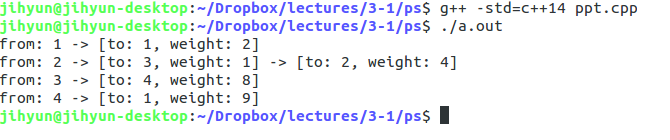 jihyun@jihyun-desktop:~/Dropbox/lectures/3-1/ps$ g++ -std=c++14 ppt.cpp
jihyun@jihyun-desktop:~/Dropbox/lectures/3-1/ps$ ./a.out
from: 1 -> [to: 1, weight: 2]
from: 2 -> [to: 3, weight: 1] -> [to: 2, weight: 4]
from: 3 -> [to: 4, weight: 8]
from: 4 -> [to: 1, weight: 9]
jihyun@jihyun-desktop:~/Dropbox/lectures/3-1/ps$